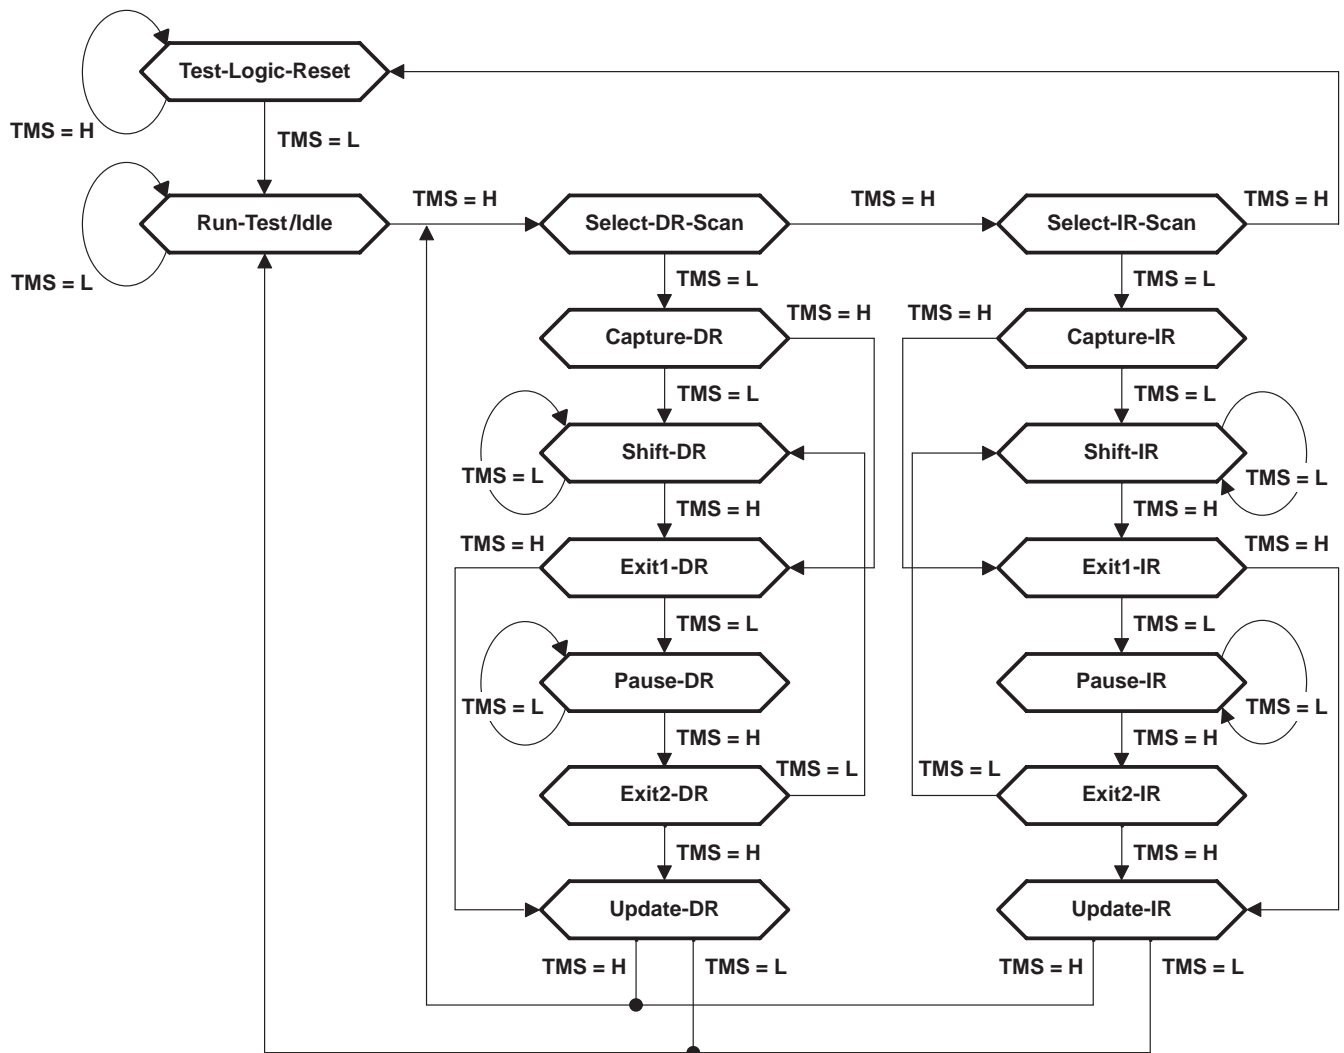 Test-Logic-Reset
TMS = H
TMS = L
TMS = H
TMS = H
TMS = H
Run-Test/Idle
Select-DR-Scan
Select-IR-Scan
TMS = L
TMS = L
TMS = L
TMS = H
TMS = H
Capture-DR
Capture-IR
TMS = L
TMS = L
Shift-DR
Shift-IR
TMS = L
TMS = L
TMS = H
TMS = H
TMS = H
TMS = H
Exit1-DR
Exit1-IR
TMS = L
TMS = L
Pause-DR
Pause-IR
TMS = L
TMS = L
TMS = H
TMS = H
TMS = L
TMS = L
Exit2-DR
Exit2-IR
TMS = H
TMS = H
Update-DR
Update-IR
TMS = H
TMS = L
TMS = H
TMS = L